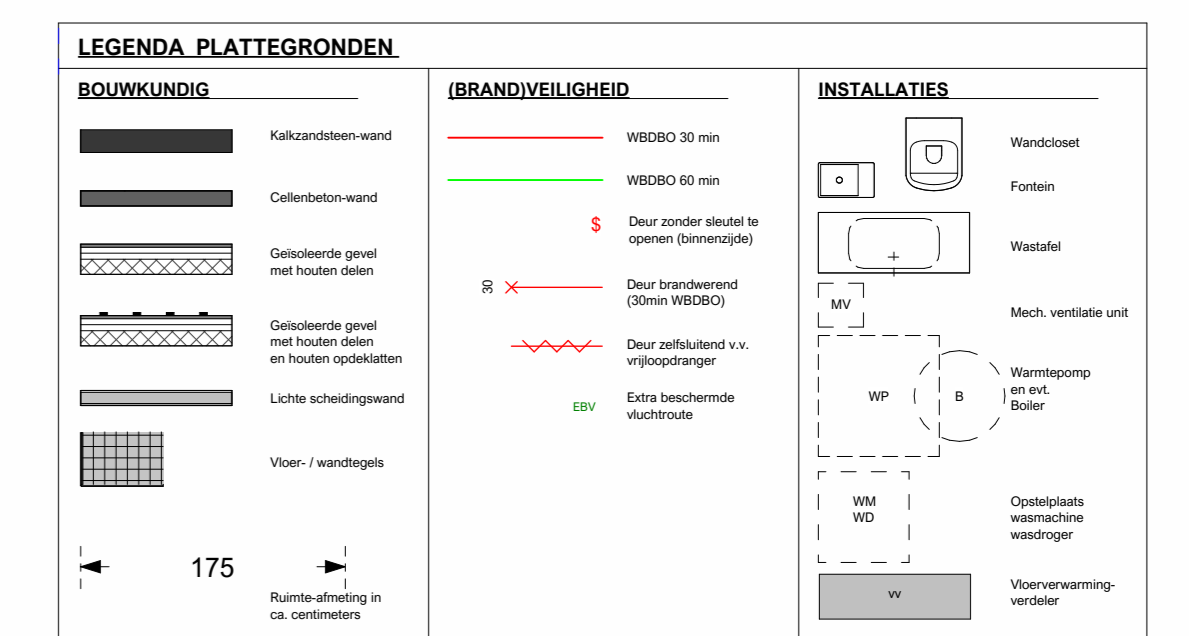 LEGENDA PLATTEGRONDEN
BOUWKUNDIG
Kalkzandsteen-wand
Cellenbeton-wand
Geïsoleerde gevel
met houten delen
Geïsoleerde gevel
met houten delen
en houten opdeklatten
Lichte scheidingswand
Vloer- / wandtegels
175
Ruimte-afmeting in
ca. centimeters
(BRAND)VEILIGHEID
WBDBO 30 min
WBDBO 60 min
$
Deur zonder sleutel te
openen (binnenzijde)
30
Deur brandwerend
(30min WBDBO)
Deur zelfsluitend v.v.
vrijloopdranger
EBV
Extra beschermde
vluchtroute
INSTALLATIES
Wandcloset
Fontein
Wastafel
MV
Mech. ventilatie unit
WP
B
Warmtepomp
en evt.
Boiler
WM
WD
Opstelplaats
wasmachine
wasdroger
vv
Vloerverwarming-
verdeler